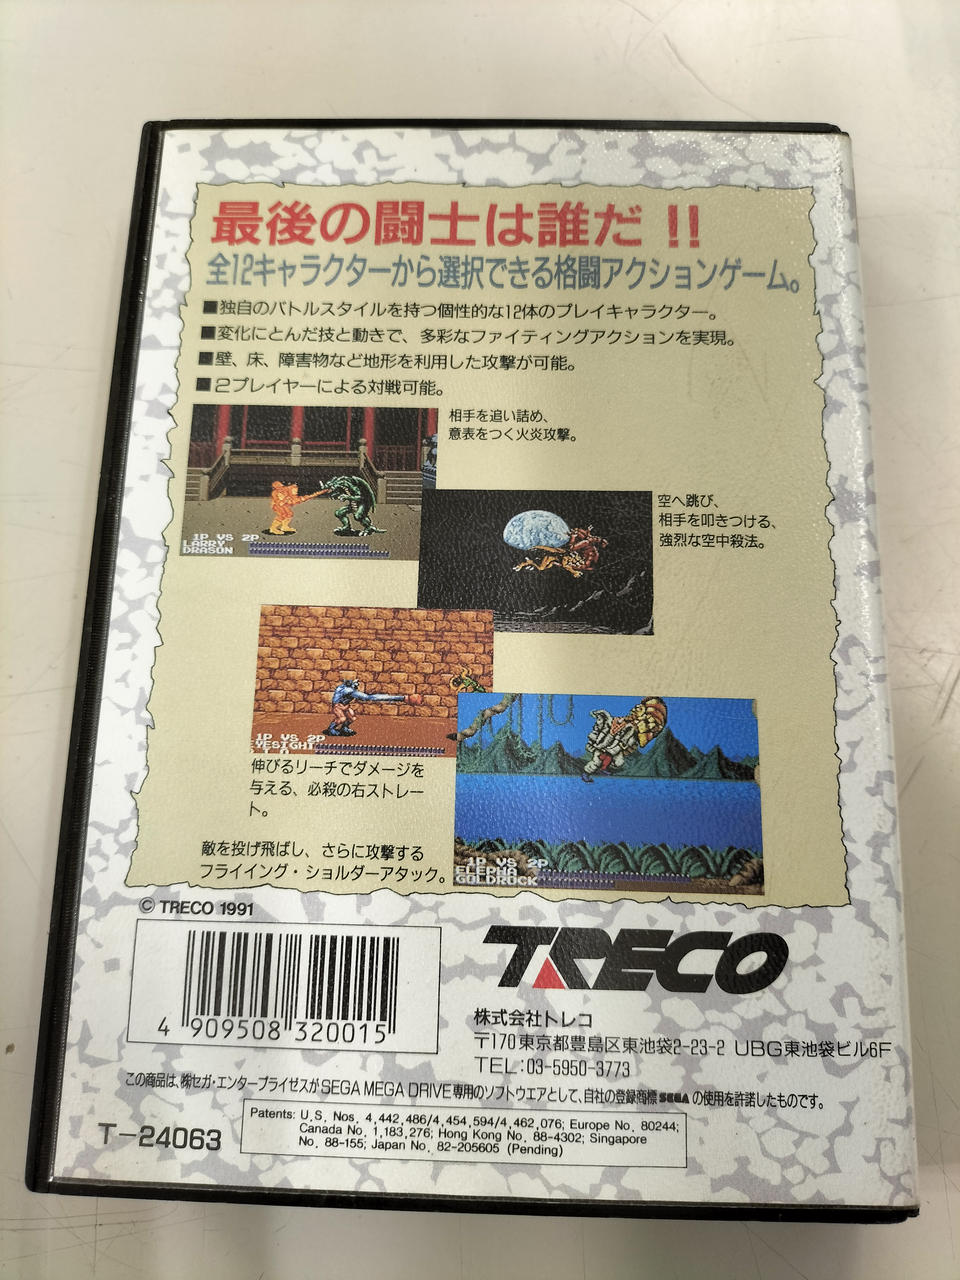 最後の闘士は誰だ !!
全12キャラクターから選択できる格闘アクションゲーム。
■独自のバトルスタイルを持つ個性的な12体のプレイキャラクター。
■変化にとんだ技と動きで、多彩なファイティングアクションを実現。
■壁、床、障害物など地形を利用した攻撃が可能。
■2プレイヤーによる対戦可能。
相手を追い詰め、
意表をつく火炎攻撃。
1P VS 2P
LARRY
DRASON
空へ跳び、
相手を叩きつける、
強烈な空中殺法。
1P VS 2P
EYESIGHT
伸びるリーチでダメージを
与える、必殺の右ストレー
ト。
1P VS 2P
ELEPHA
GOLDROCK
敵を投げ飛ばし、さらに攻撃する
フライイング・ショルダーアタック。
© TRECO 1991
4 909508 320015
TRECO
株式会社トレコ
〒170東京都豊島区東池袋2-23-2 UBG東池袋ビル6F
TEL:03-5950-3773
この商品は、㈱セガ・エンタープライゼスがSEGA MEGA DRIVE専用のソフトウエアとして、自社の登録商標 SEGA の使用を許諾したものです。
T-24063
Patents: U.S. Nos. 4,442,486/4,454,594/4,462,076; Europe No. 80244;
Canada No. 1,183,276; Hong Kong No. 88-4302; Singapore
No. 88-155; Japan No. 82-205605 (Pending)